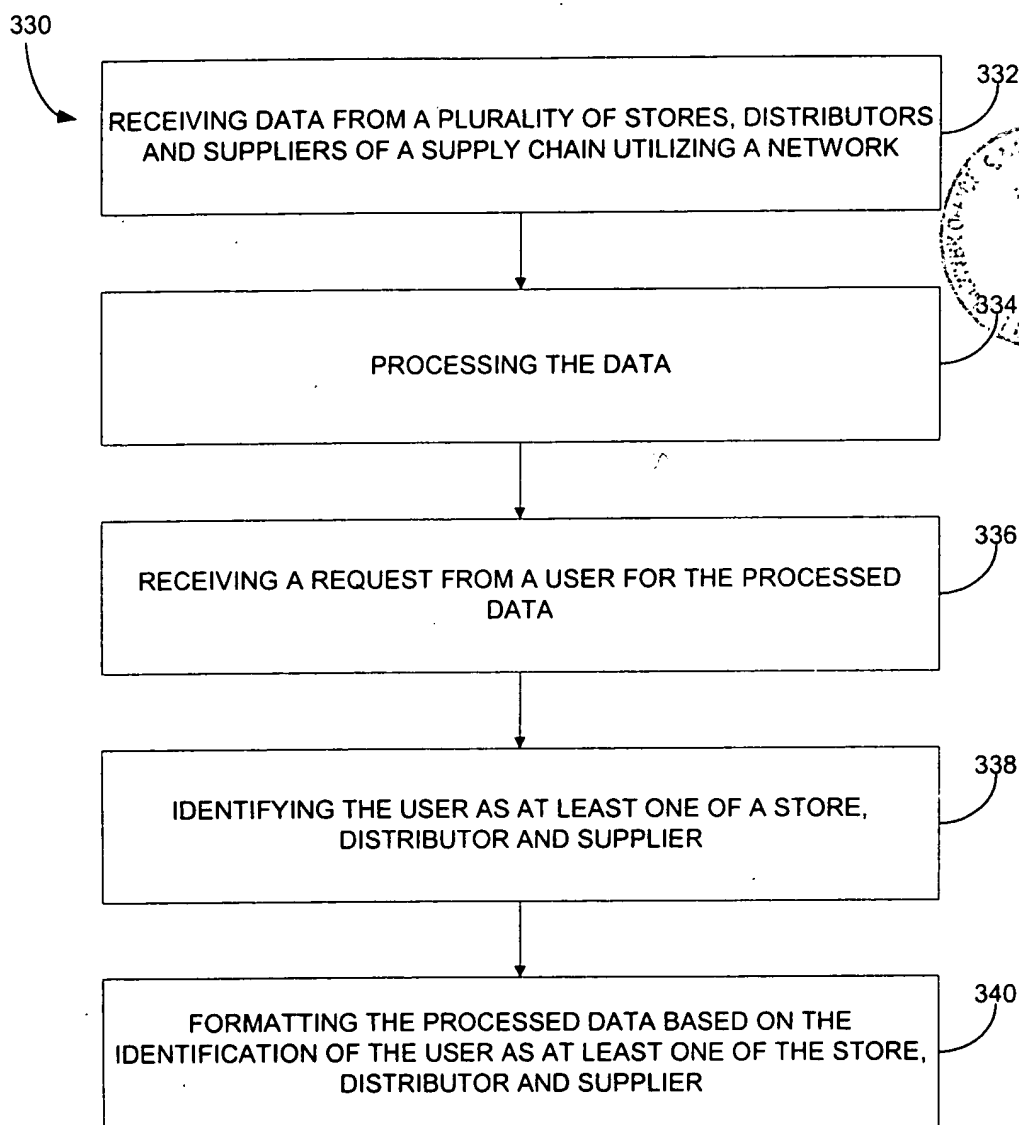 330
332
RECEIVING DATA FROM A PLURALITY OF STORES, DISTRIBUTORS
AND SUPPLIERS OF A SUPPLY CHAIN UTILIZING A NETWORK
334
PROCESSING THE DATA
336
RECEIVING A REQUEST FROM A USER FOR THE PROCESSED
DATA
338
IDENTIFYING THE USER AS AT LEAST ONE OF A STORE,
DISTRIBUTOR AND SUPPLIER
340
FORMATTING THE PROCESSED DATA BASED ON THE
IDENTIFICATION OF THE USER AS AT LEAST ONE OF THE STORE,
DISTRIBUTOR AND SUPPLIER